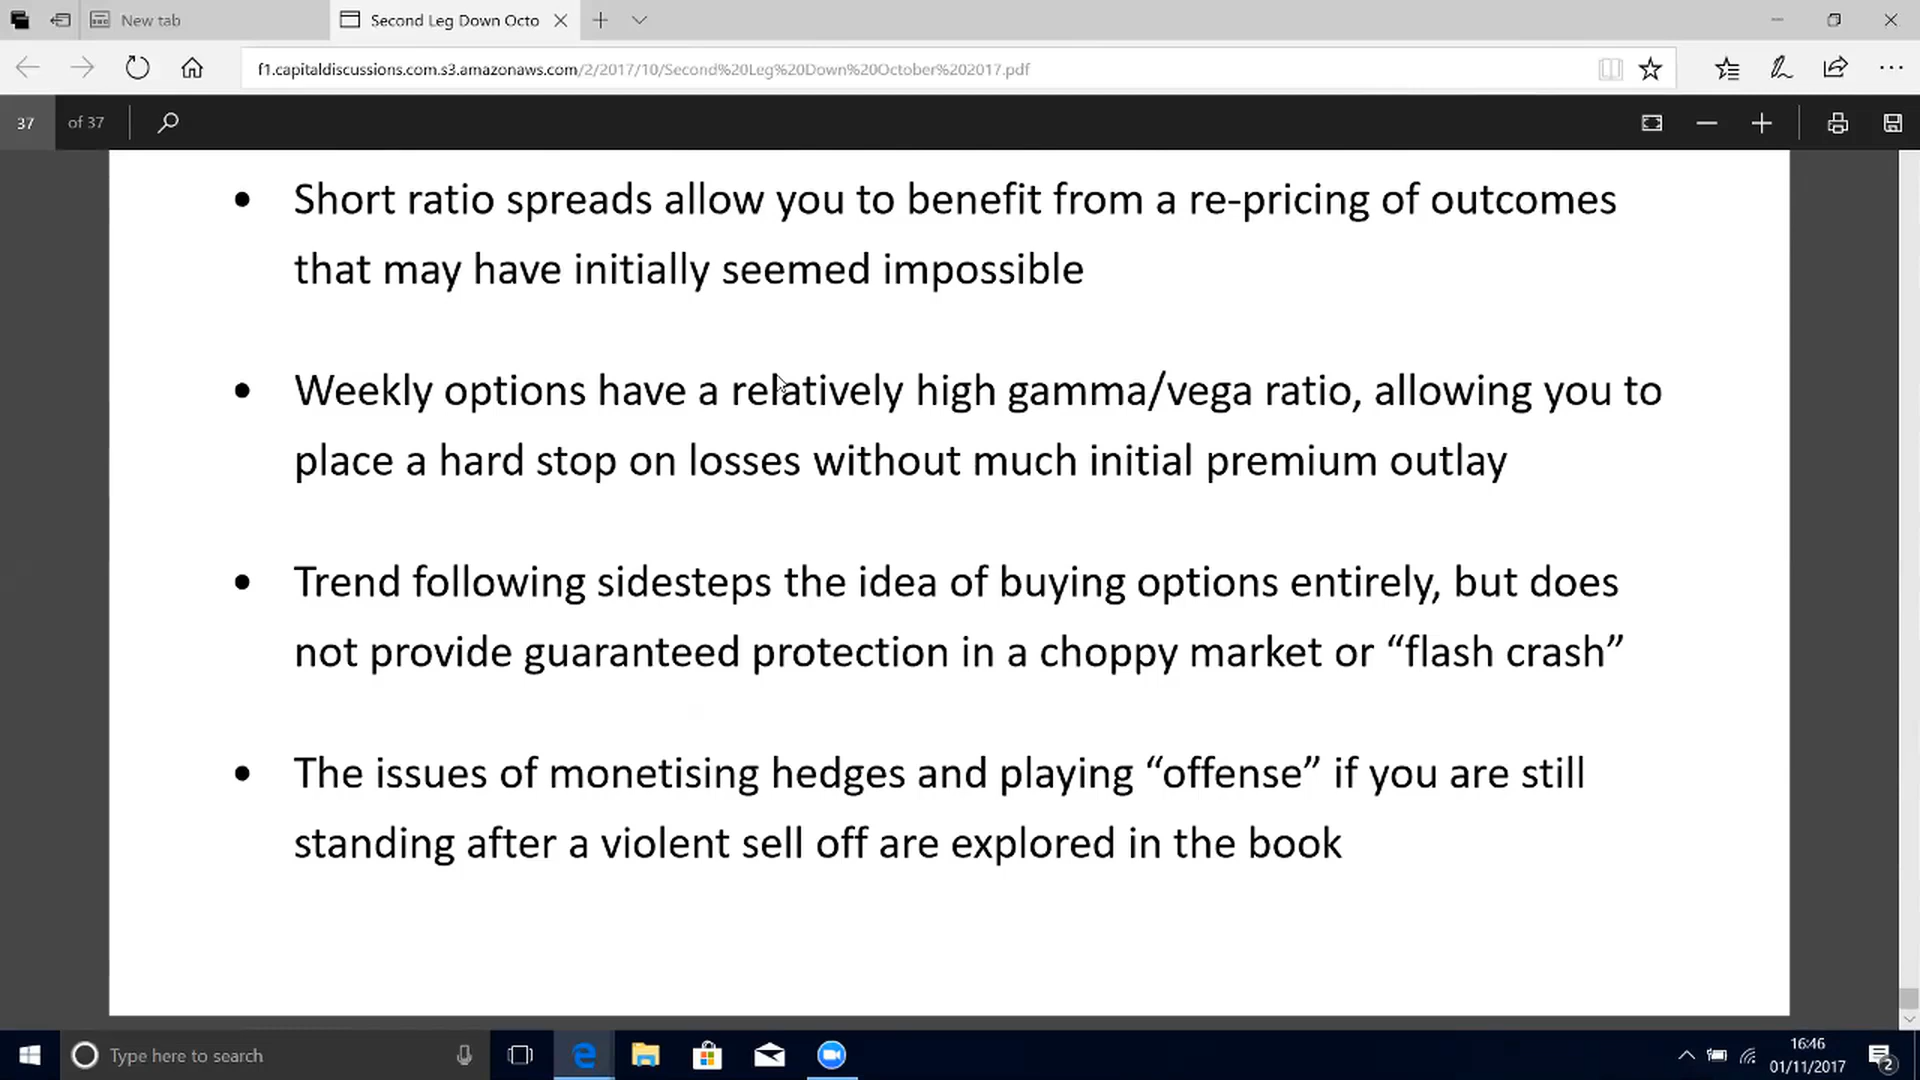 New tab
Second Leg Down Octo
f1.capitaldiscussions.com.s3.amazonaws.com/2/2017/10/Second%20Leg%20Down%20October%202017.pdf
37 of 37
• Short ratio spreads allow you to benefit from a re-pricing of outcomes
that may have initially seemed impossible
• Weekly options have a relatively high gamma/vega ratio, allowing you to
place a hard stop on losses without much initial premium outlay
• Trend following sidesteps the idea of buying options entirely, but does
not provide guaranteed protection in a choppy market or “flash crash”
• The issues of monetising hedges and playing “offense” if you are still
standing after a violent sell off are explored in the book
Type here to search
16:46
01/11/2017
2